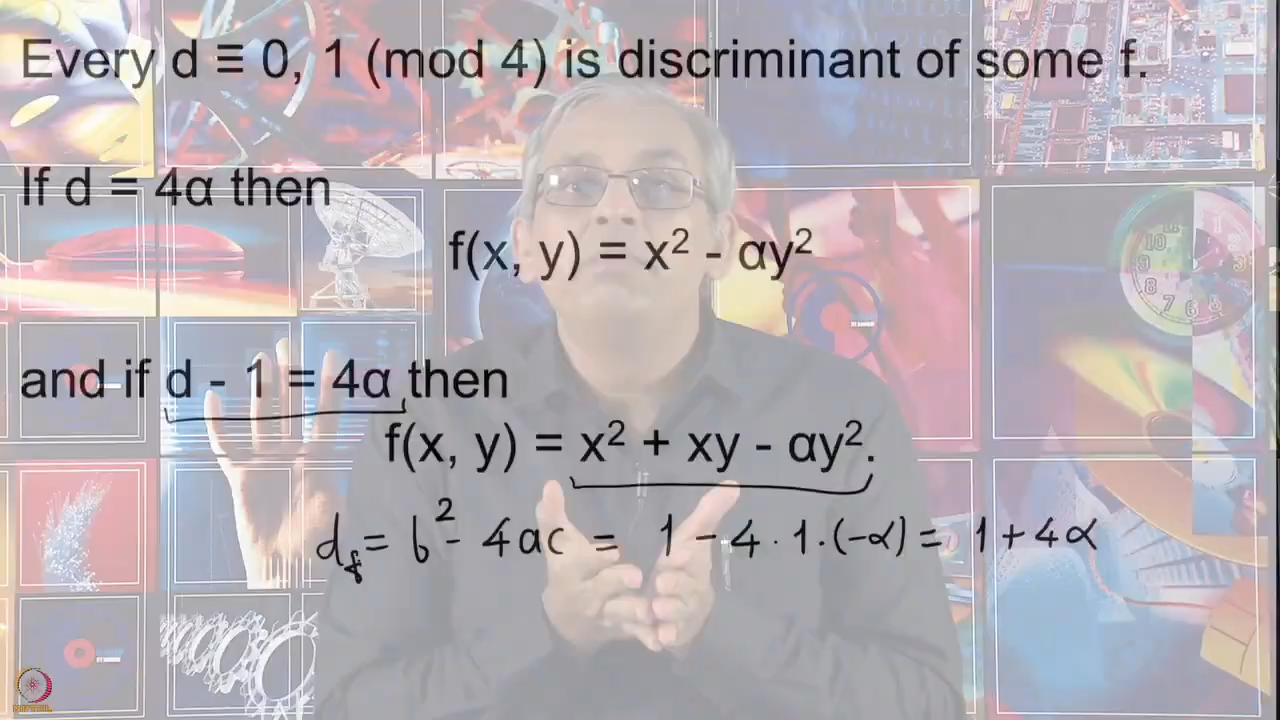 Every d ≡ 0, 1 (mod 4) is discriminant of some f.
If d = 4α then
f(x, y) = x² - αy²
and if d - 1 = 4α then
f(x, y) = x² + xy - αy².
d_f = b² - 4ac = 1 - 4 · 1 · (-α) = 1 + 4α